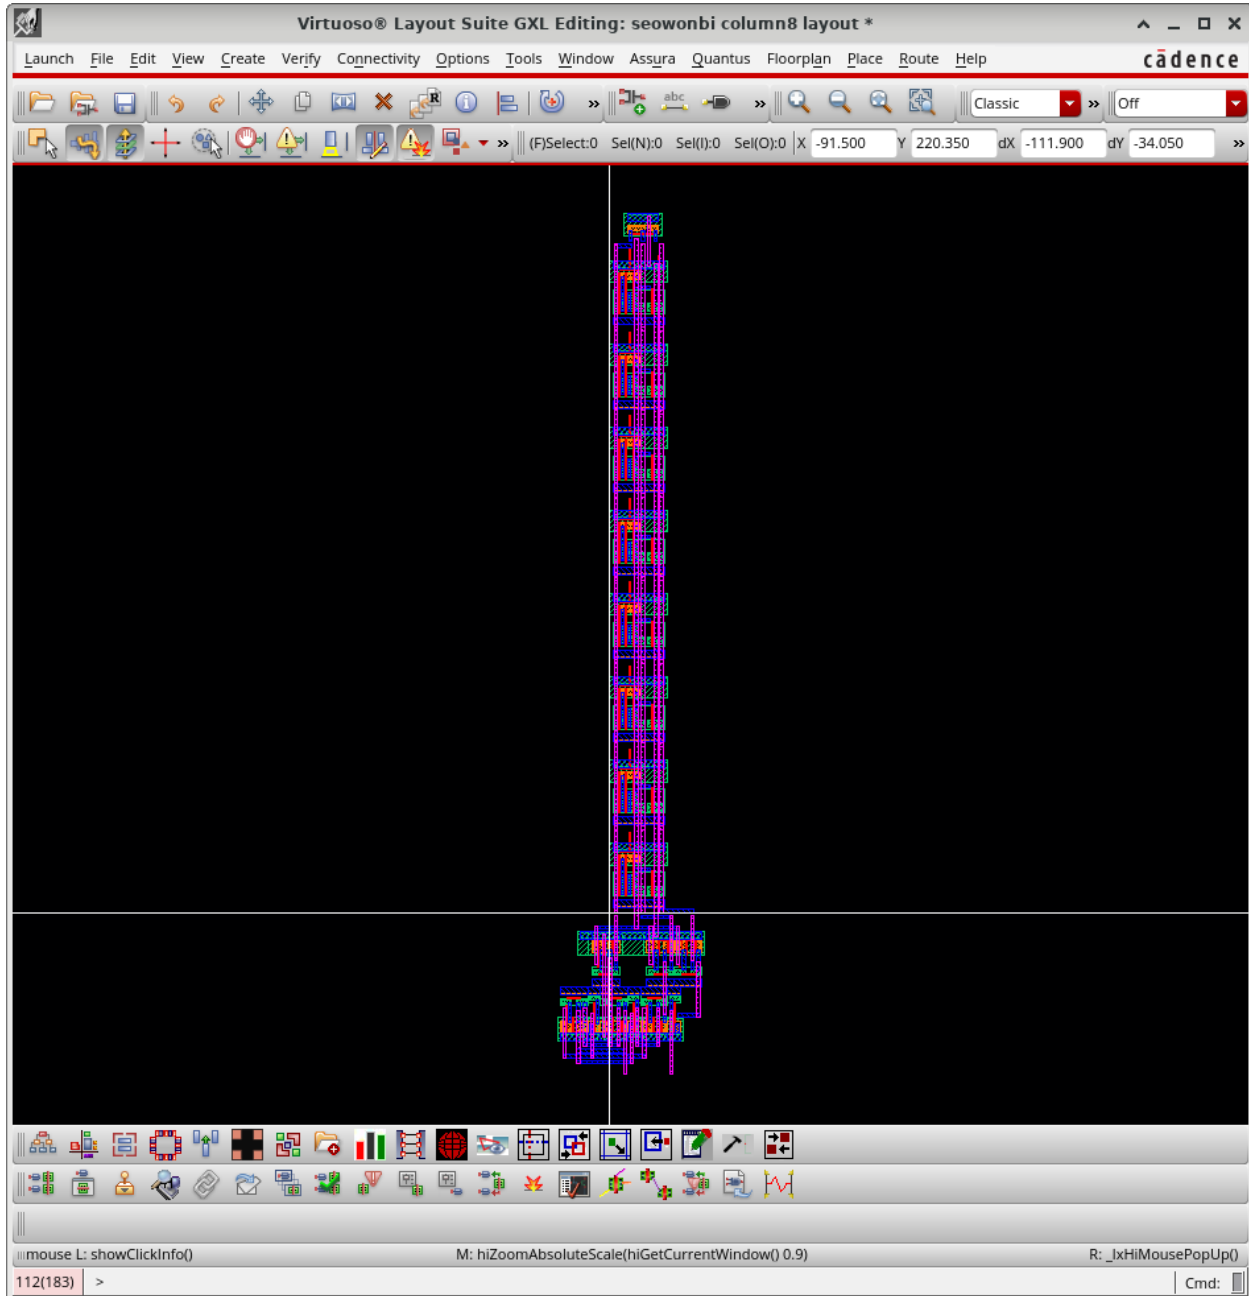 Virtuoso® Layout Suite GXL Editing: seowonbi column8 layout *
Launch File Edit View Create Verify Connectivity Options Tools Window Assura Quantus Floorplan Place Route Help cādence
R » abc » Classic » Off
» (F)Select:0 Sel(N):0 Sel(I):0 Sel(O):0 X -91.500 Y 220.350 dX -111.900 dY -34.050 »
mouse L: showClickInfo() M: hiZoomAbsoluteScale(hiGetCurrentWindow() 0.9) R: _lxHiMousePopUp()
112(183) > Cmd: